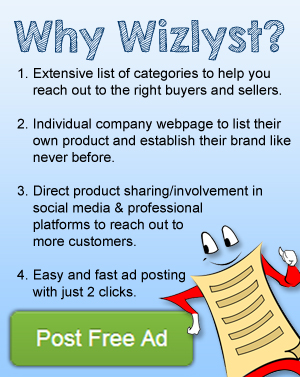 Why Wizlyst?
1. Extensive list of categories to help you
reach out to the right buyers and sellers.
2. Individual company webpage to list their
own product and establish their brand like
never before.
3. Direct product sharing/involvement in
social media & professional
platforms to reach out to
more customers.
4. Easy and fast ad posting
with just 2 clicks.
Post Free Ad